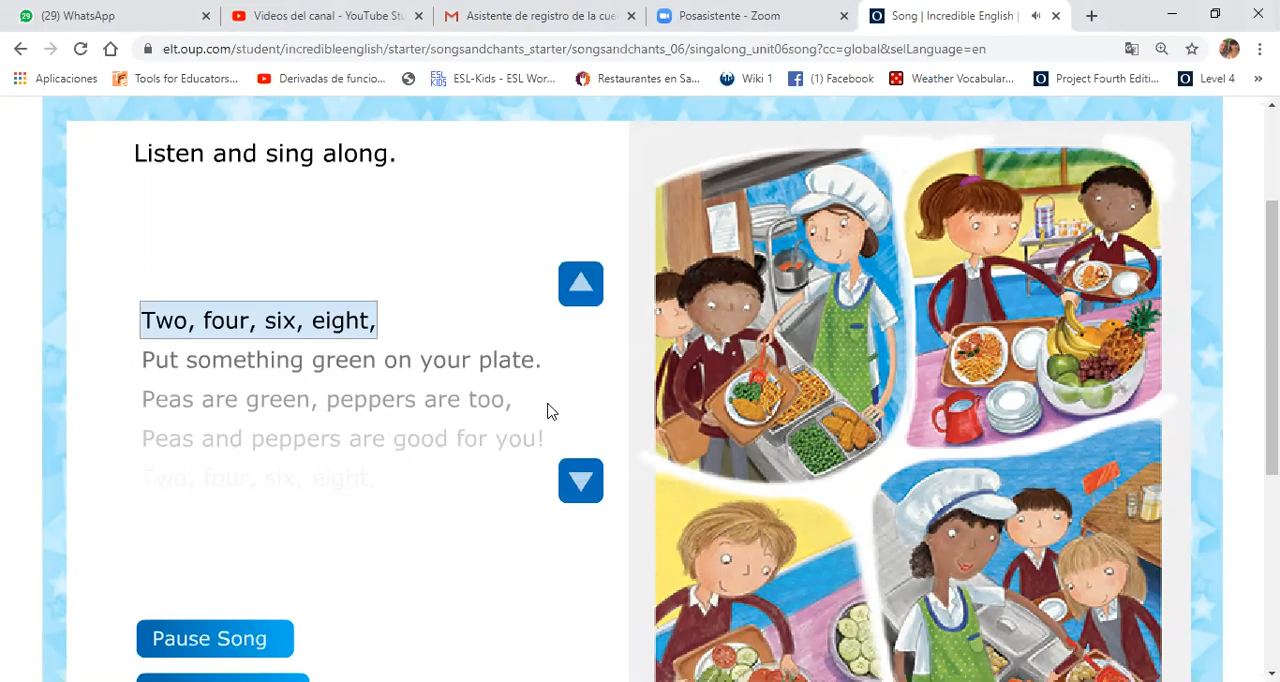 (29) WhatsApp
Videos del canal - YouTube Stu
Asistente de registro de la cue
Posasistente - Zoom
Song | Incredible English |
elt.oup.com/student/incredibleenglish/starter/songsandchants_starter/songsandchants_06/singalong_unit06song?cc=global&selLanguage=en
Aplicaciones
Tools for Educators...
Derivadas de funcio...
ESL-Kids - ESL Wor...
Restaurantes en Sa...
Wiki 1
(1) Facebook
Weather Vocabular...
Project Fourth Editi...
Level 4
»
Listen and sing along.
Two, four, six, eight,
Put something green on your plate.
Peas are green, peppers are too,
Peas and peppers are good for you!
Two, four, six, eight,
Pause Song